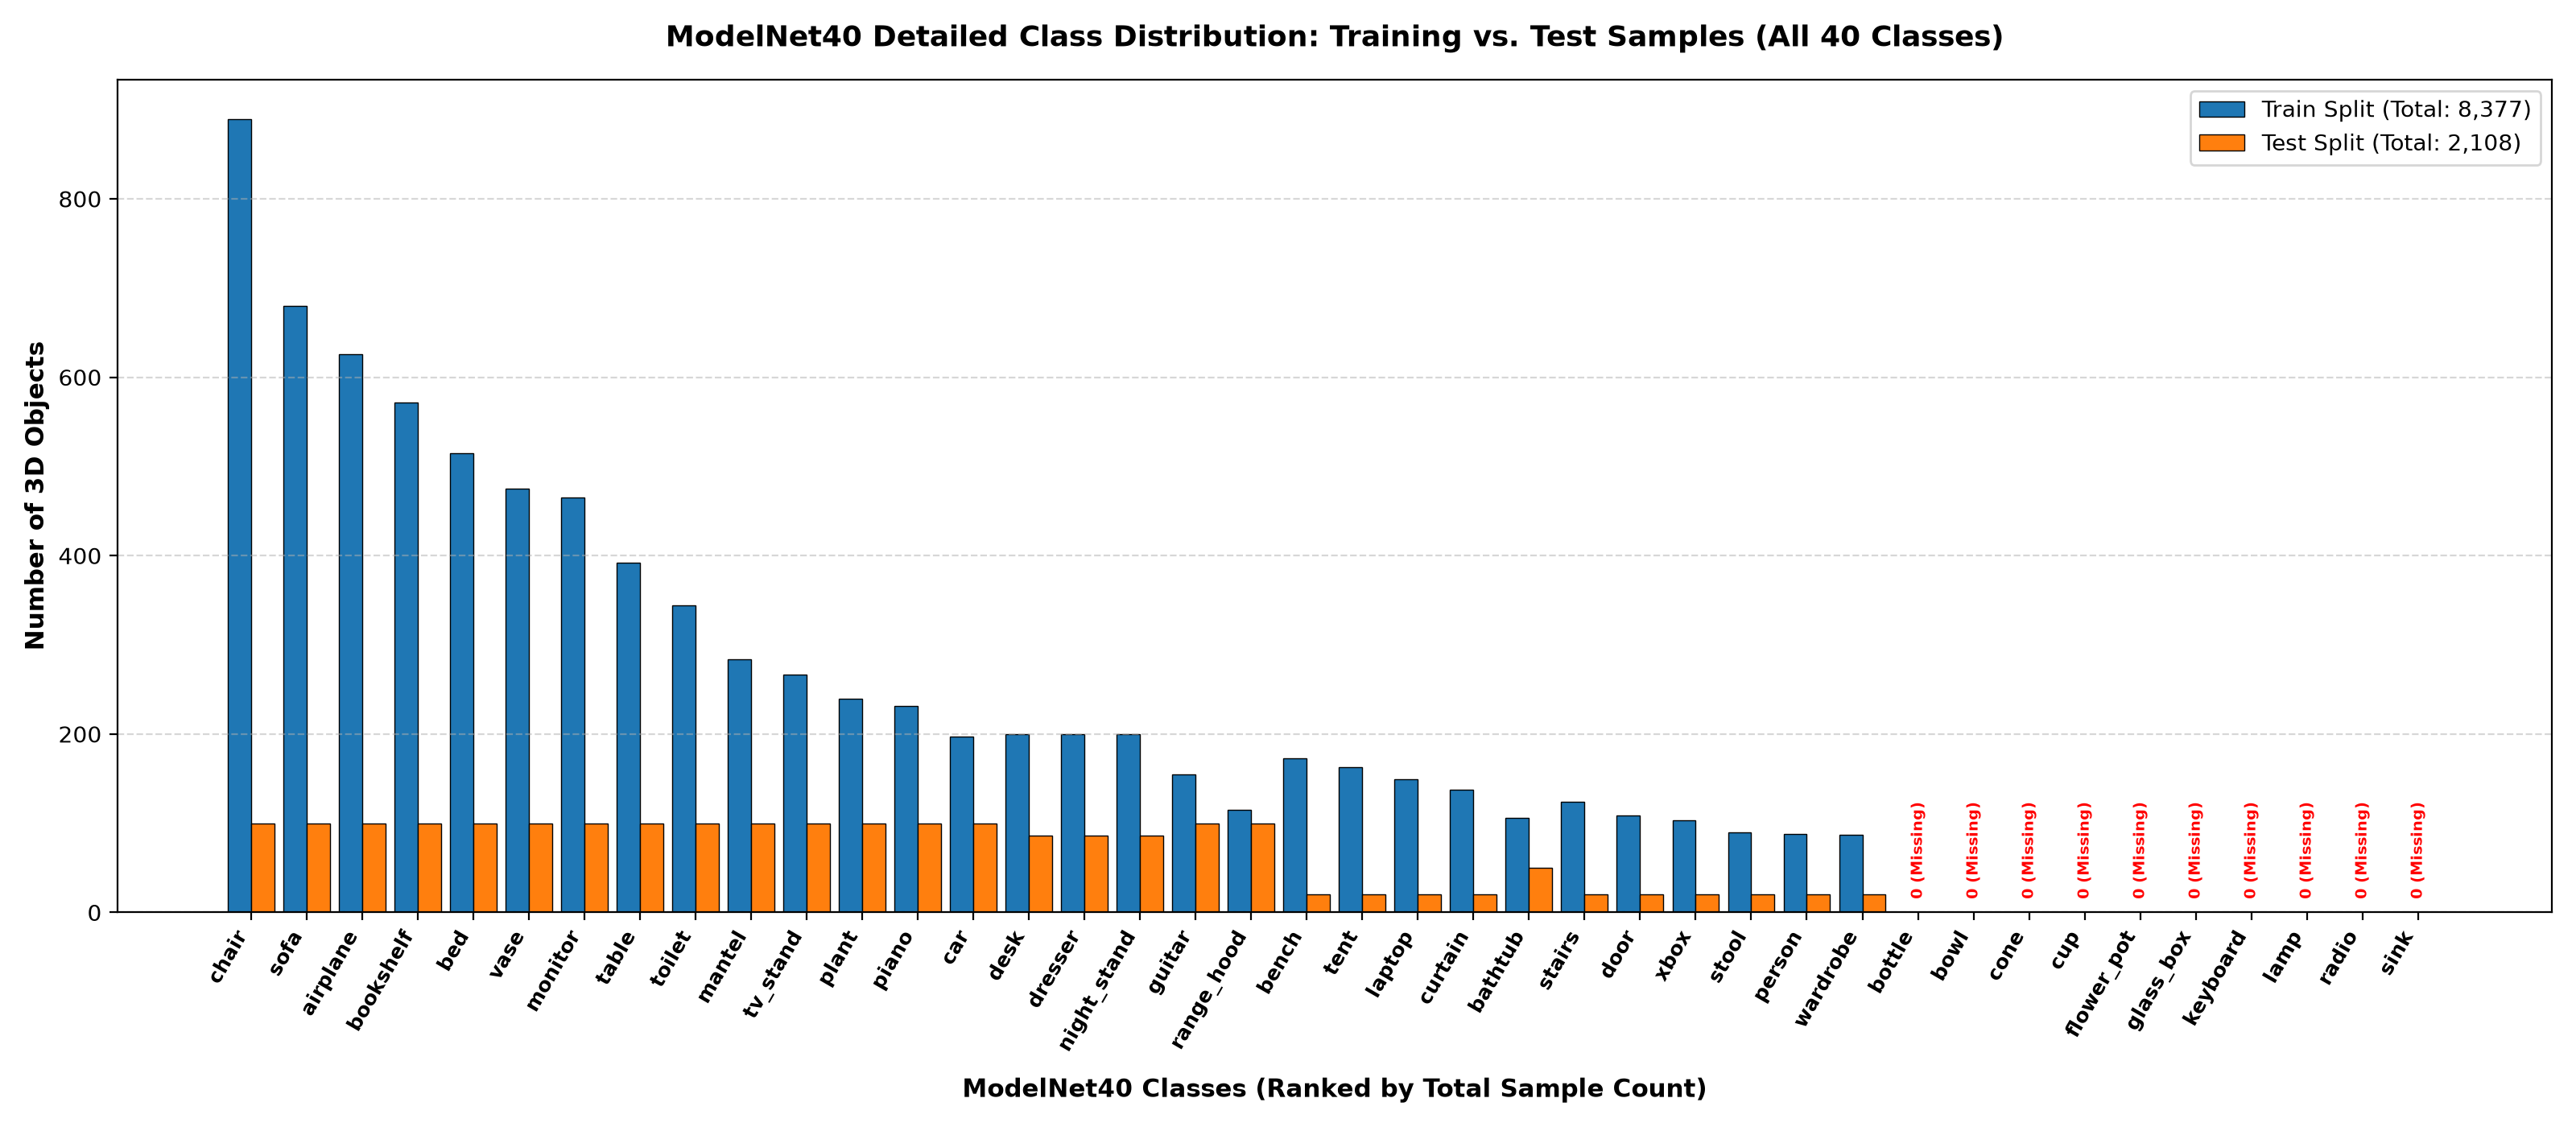 ModelNet40 Detailed Class Distribution: Training vs. Test Samples (All 40 Classes)
Train Split (Total: 8,377)
Test Split (Total: 2,108)
Number of 3D Objects
800
600
400
200
0
0 (Missing)
0 (Missing)
0 (Missing)
0 (Missing)
0 (Missing)
0 (Missing)
0 (Missing)
0 (Missing)
0 (Missing)
0 (Missing)
chair
sofa
airplane
bookshelf
bed
vase
monitor
table
toilet
mantel
tv_stand
plant
piano
car
desk
dresser
night_stand
guitar
range_hood
bench
tent
laptop
curtain
bathtub
stairs
door
xbox
stool
person
wardrobe
bottle
bowl
cone
cup
flower_pot
glass_box
keyboard
lamp
radio
sink
ModelNet40 Classes (Ranked by Total Sample Count)